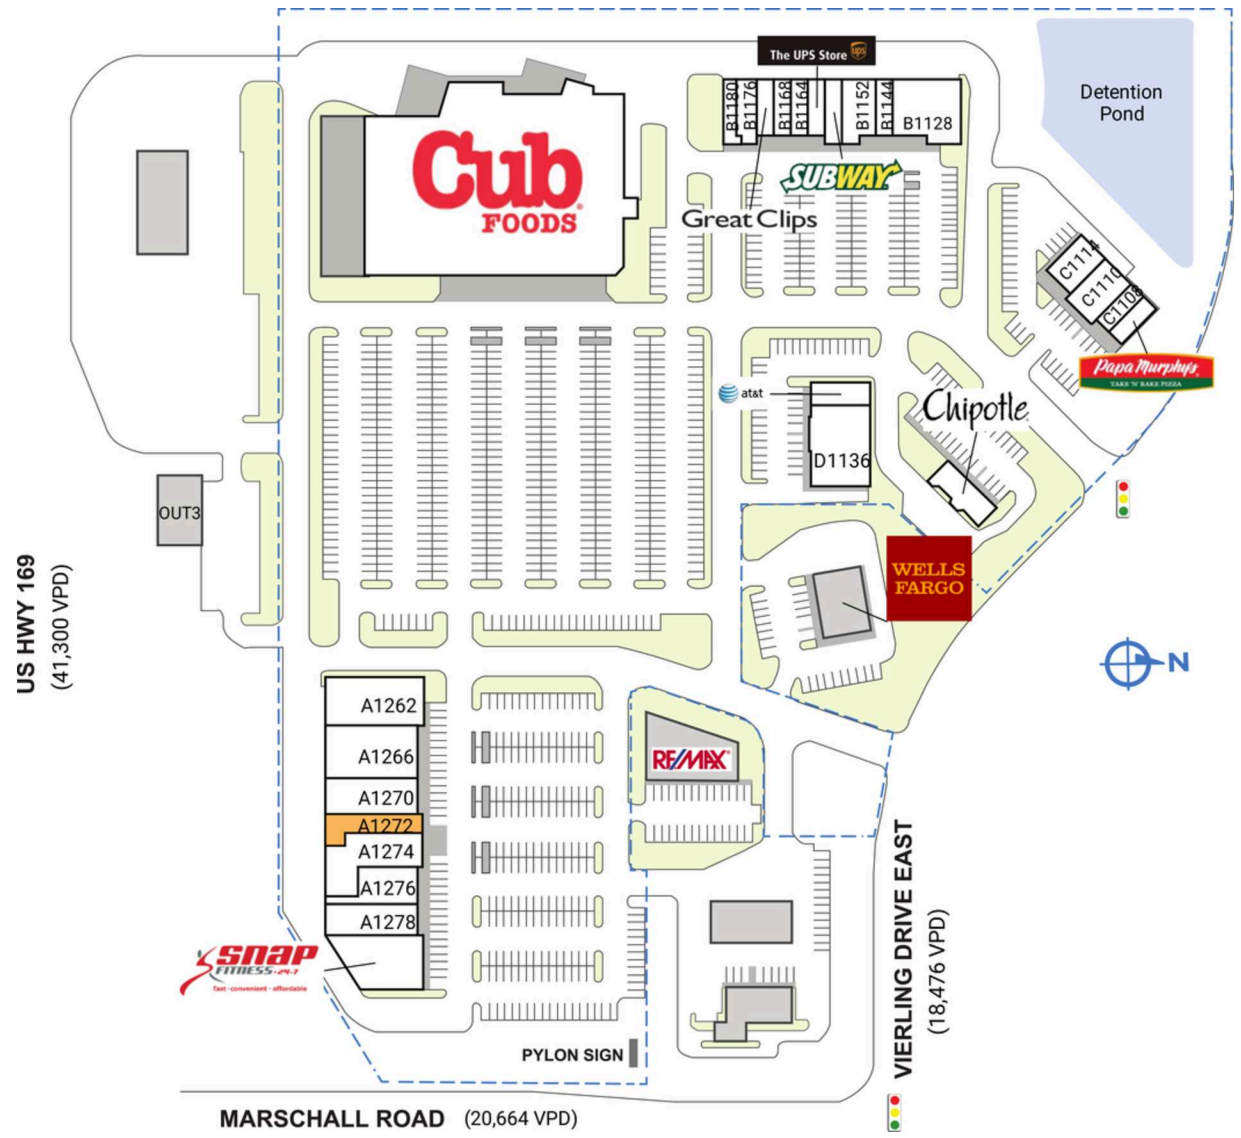 The UPS Store
ups
Detention
Pond
B1180
B1176
B1168
B1164
B1152
B1144
B1128
Cub
FOODS
SUBWAY
Great Clips
C1114
C1110
C1108
Papa Murphy's
TAKE 'N' BAKE PIZZA
at&t
Chipotle
D1136
OUT3
WELLS
FARGO
US HWY 169
(41,300 VPD)
N
A1262
A1266
A1270
A1272
A1274
A1276
A1278
RE/MAX
SNAP
FITNESS 24-7
fast · convenient · affordable
VIERLING DRIVE EAST
(18,476 VPD)
PYLON SIGN
MARSCHALL ROAD (20,664 VPD)